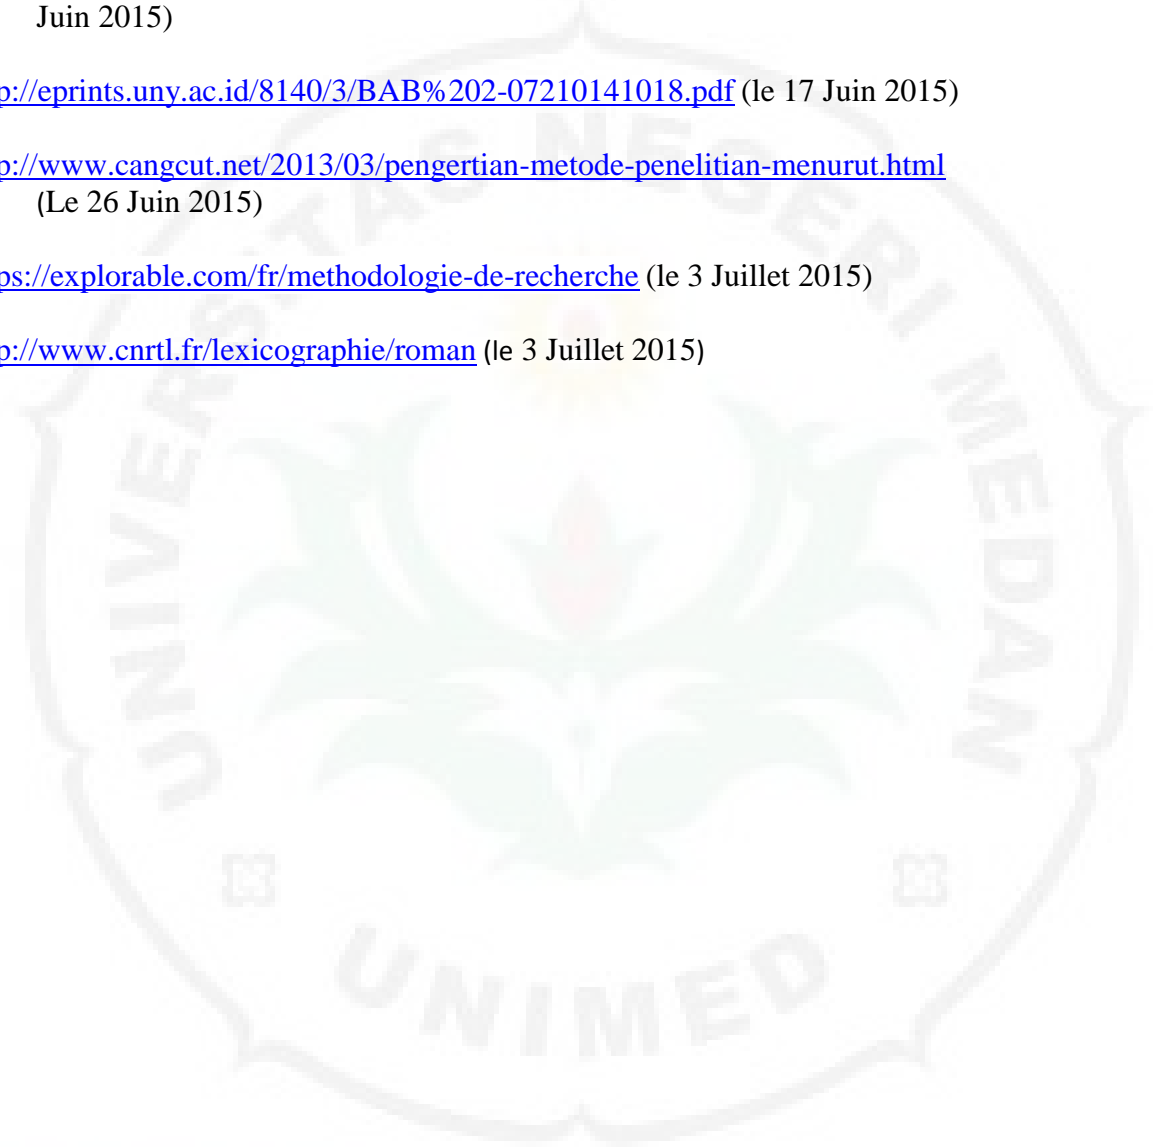 Juin 2015)
p://eprints.uny.ac.id/8140/3/BAB%202-07210141018.pdf (le 17 Juin 2015)
p://www.cangcut.net/2013/03/pengertian-metode-penelitian-menurut.html
(Le 26 Juin 2015)
ps://explorable.com/fr/methodologie-de-recherche (le 3 Juillet 2015)
p://www.cnrtl.fr/lexicographie/roman (le 3 Juillet 2015)
UNIVERSITAS NEGERI MEDAN
UNIMED